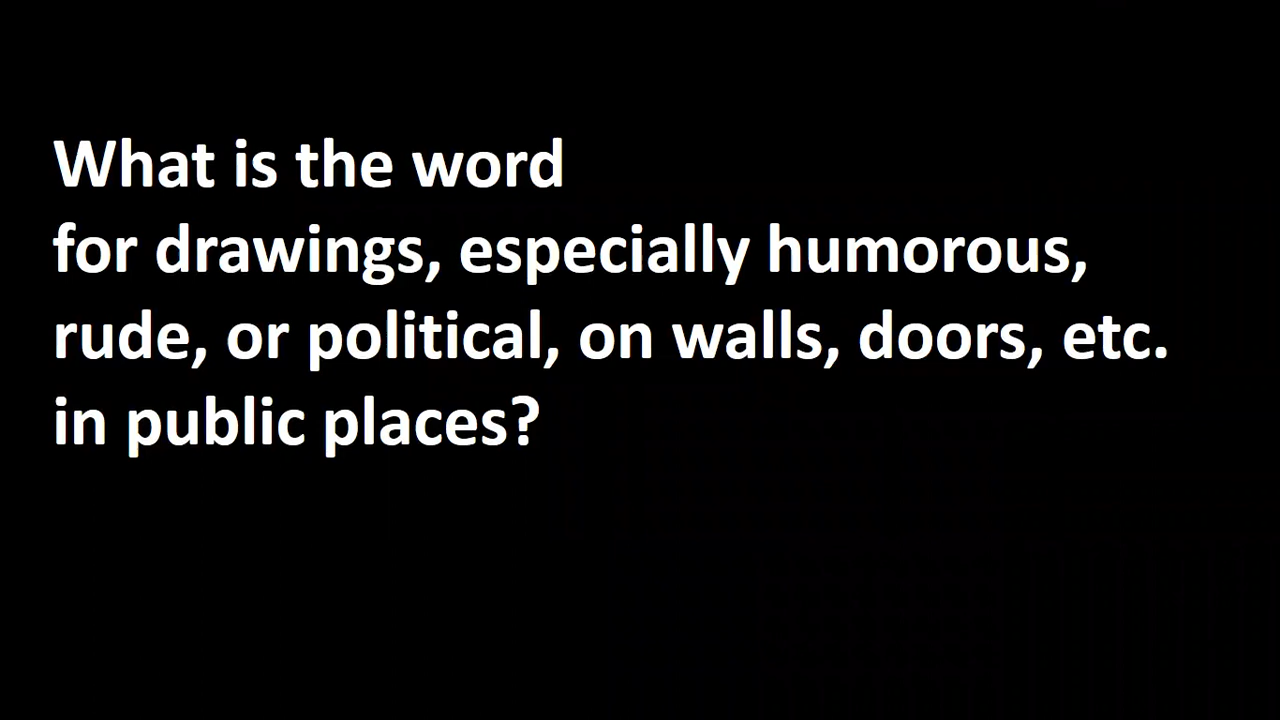 What is the word
for drawings, especially humorous,
rude, or political, on walls, doors, etc.
in public places?